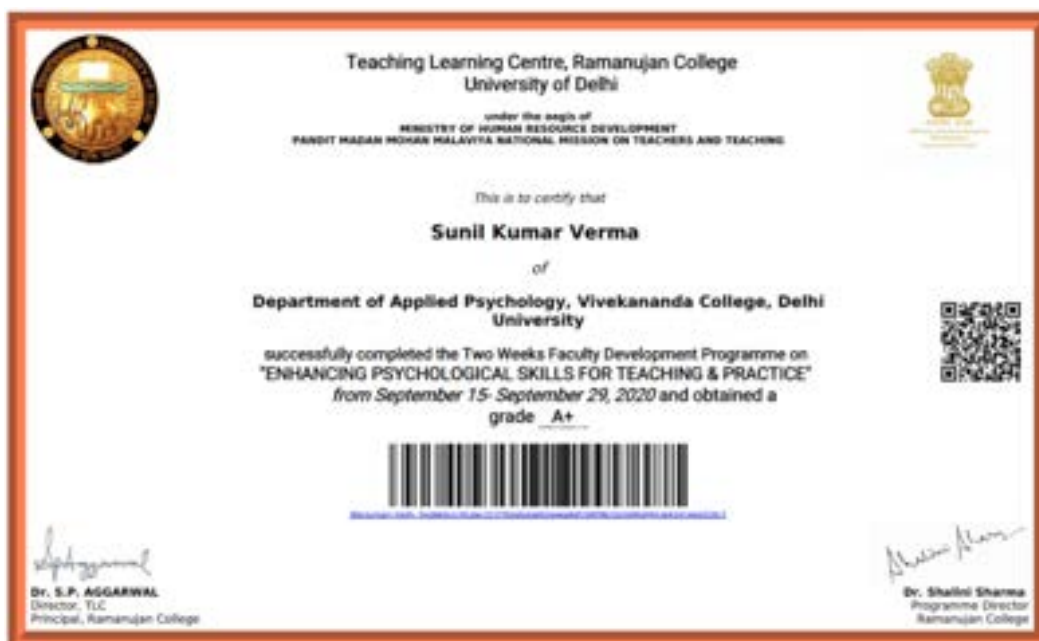 Teaching Learning Centre, Ramanujan College
University of Delhi
under the aegis of
MINISTRY OF HUMAN RESOURCE DEVELOPMENT
PANDIT MADAN MOHAN MALAVIYA NATIONAL MISSION ON TEACHERS AND TEACHING
This is to certify that
Sunil Kumar Verma
of
Department of Applied Psychology, Vivekananda College, Delhi
University
successfully completed the Two Weeks Faculty Development Programme on
"ENHANCING PSYCHOLOGICAL SKILLS FOR TEACHING & PRACTICE"
from September 15- September 29, 2020 and obtained a
grade A+
Dr. S.P. AGGARWAL
Director, TLC
Principal, Ramanujan College
Dr. Shalini Sharma
Programme Director
Ramanujan College